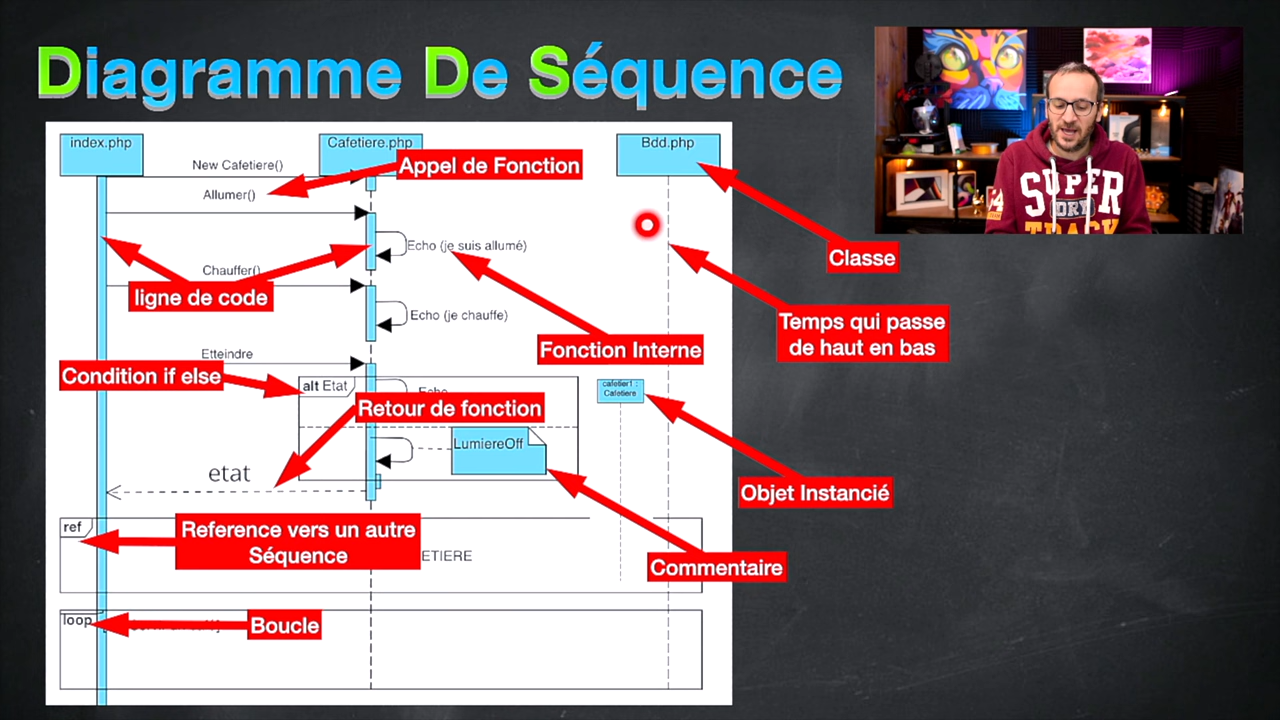 Diagramme De Séquence
index.php
Cafetiere.php
Bdd.php
New Cafetiere()
Appel de Fonction
Allumer()
Echo (je suis allumé)
Classe
Chauffer()
ligne de code
Echo (je chauffe)
Temps qui passe
de haut en bas
Fonction Interne
Etteindre
Condition if else
alt Etat
Echo
cafetier1 :
Cafetiere
Retour de fonction
LumiereOff
etat
Objet Instancié
ref
Reference vers un autre
Séquence
ETIERE
Commentaire
loop
Boucle
SUPER
DRY
TRACK